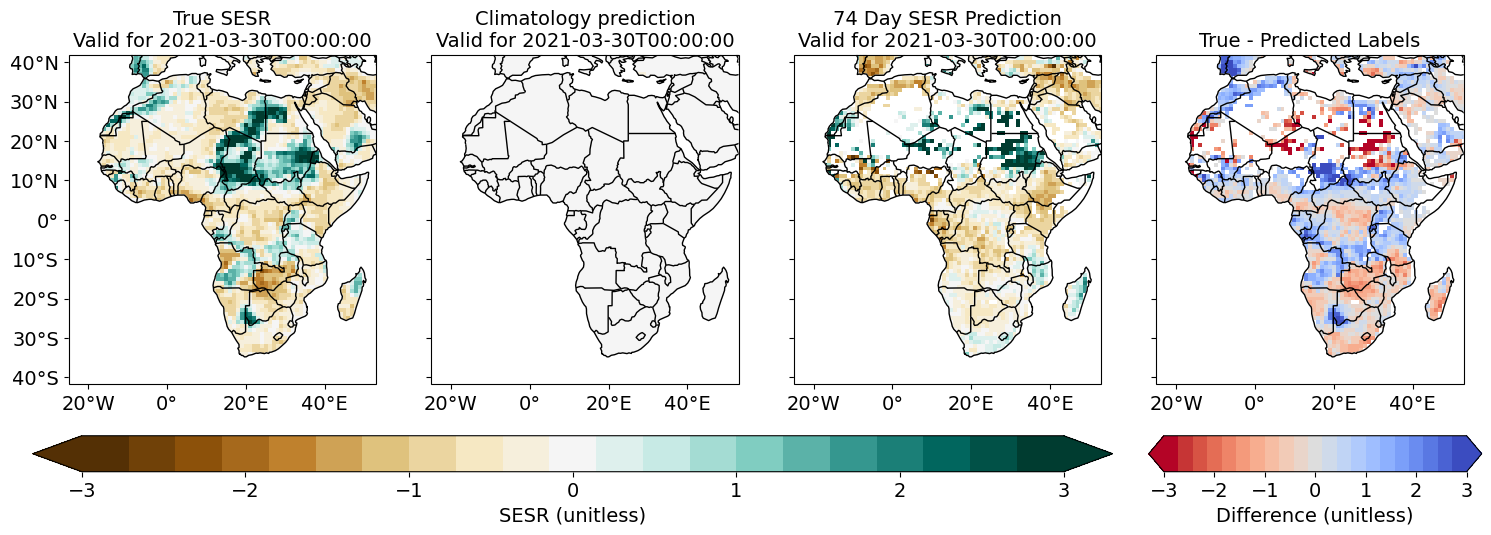 True SESR
Valid for 2021-03-30T00:00:00
Climatology prediction
Valid for 2021-03-30T00:00:00
74 Day SESR Prediction
Valid for 2021-03-30T00:00:00
True - Predicted Labels
40°N
30°N
20°N
10°N
0°
10°S
20°S
30°S
40°S
20°W 0° 20°E 40°E
20°W 0° 20°E 40°E
20°W 0° 20°E 40°E
20°W 0° 20°E 40°E
−3 −2 −1 0 1 2 3
SESR (unitless)
−3 −2 −1 0 1 2 3
Difference (unitless)